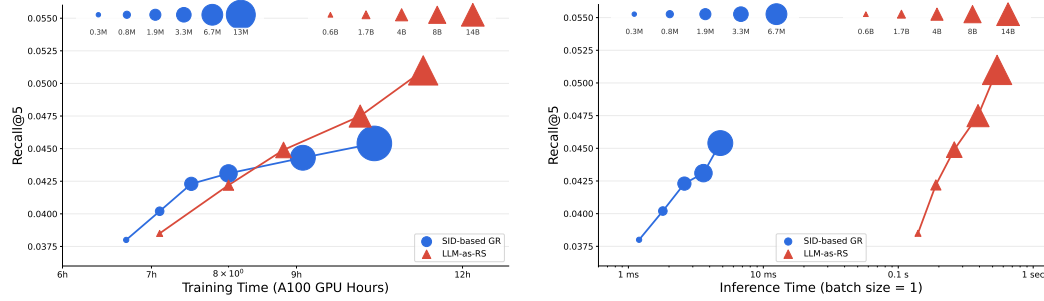 0.0550
0.0525
0.0500
0.0475
0.0450
0.0425
0.0400
0.0375
Recall@5
0.3M 0.8M 1.9M 3.3M 6.7M 13M
0.6B 1.7B 4B 8B 14B
SID-based GR
LLM-as-RS
6h 7h 8 × 10⁰ 9h 12h
Training Time (A100 GPU Hours)
0.0550
0.0525
0.0500
0.0475
0.0450
0.0425
0.0400
0.0375
Recall@5
0.3M 0.8M 1.9M 3.3M 6.7M
0.6B 1.7B 4B 8B 14B
SID-based GR
LLM-as-RS
1 ms 10 ms 0.1 s 1 sec
Inference Time (batch size = 1)